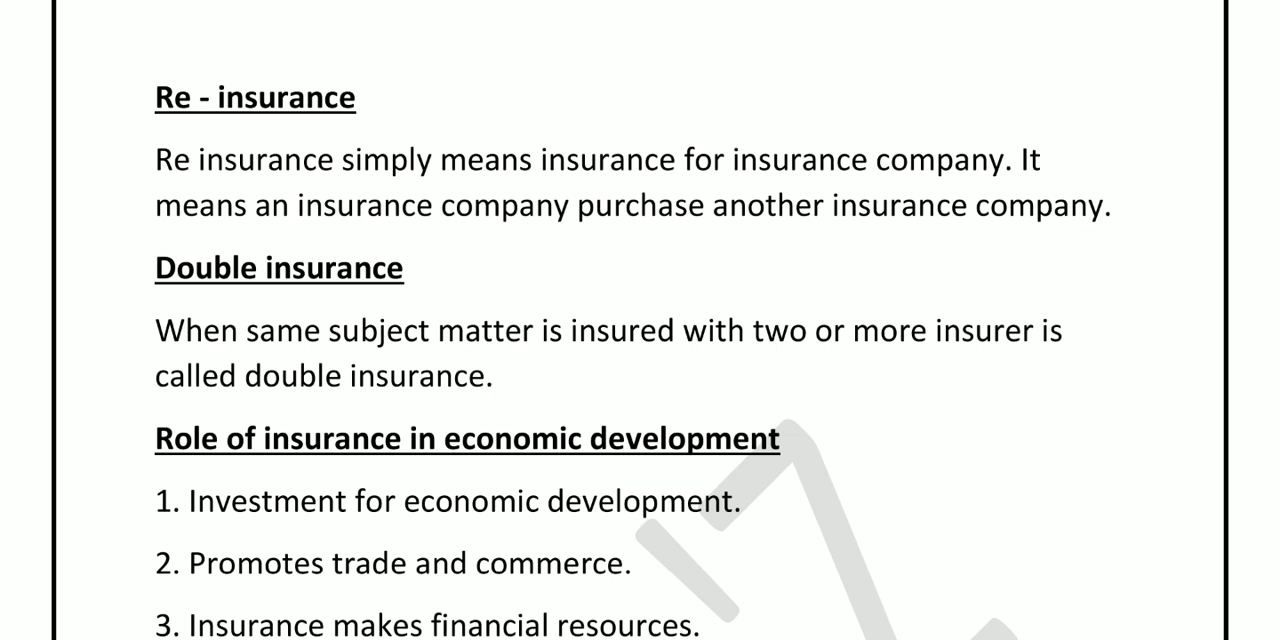 Re - insurance
Re insurance simply means insurance for insurance company. It
means an insurance company purchase another insurance company.
Double insurance
When same subject matter is insured with two or more insurer is
called double insurance.
Role of insurance in economic development
1. Investment for economic development.
2. Promotes trade and commerce.
3. Insurance makes financial resources.